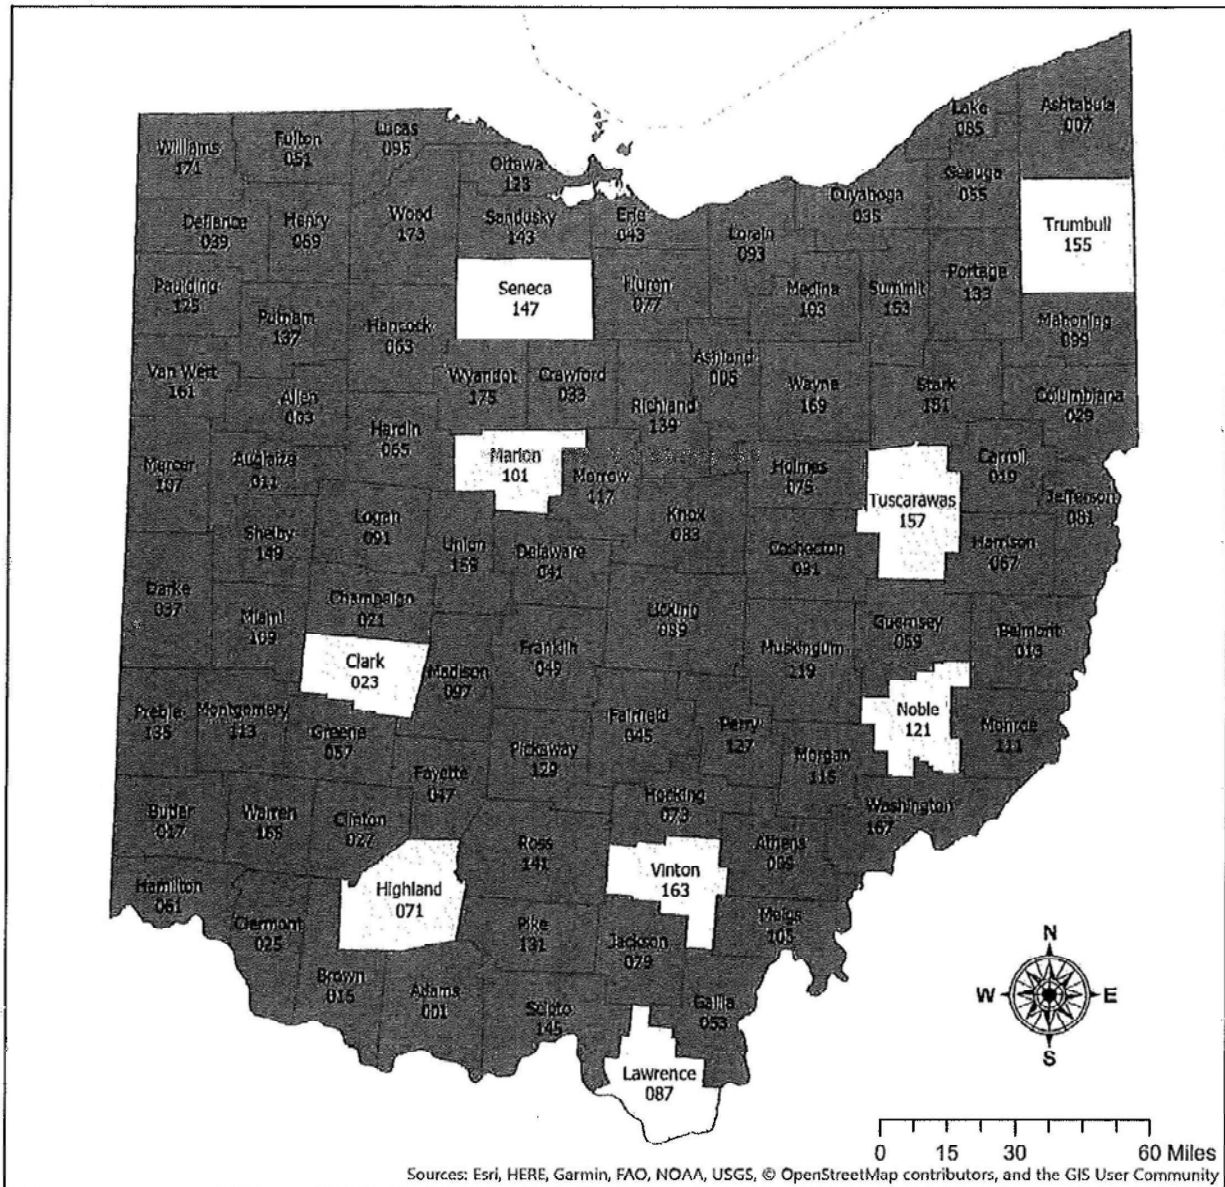 Lake
085
Ashtabula
007
Williams
171
Fulton
051
Lucas
095
Ottawa
123
Geauga
055
Cuyahoga
035
Trumbull
155
Defiance
039
Henry
069
Wood
173
Sandusky
143
Erie
043
Lorain
093
Portage
133
Paulding
125
Seneca
147
Huron
077
Medina
103
Summit
153
Putnam
137
Hancock
063
Mahoning
099
Van Wert
161
Allen
003
Wyandot
175
Crawford
033
Ashland
005
Richland
139
Wayne
169
Stark
151
Columbiana
029
Hardin
065
Mercer
107
Auglaize
011
Marion
101
Morrow
117
Holmes
075
Carroll
019
Tuscarawas
157
Jefferson
081
Shelby
149
Logan
091
Union
159
Delaware
041
Knox
083
Coshocton
031
Harrison
067
Darke
037
Miami
109
Champaign
021
Licking
089
Guernsey
059
Belmont
013
Clark
023
Madison
097
Franklin
049
Muskingum
119
Preble
135
Montgomery
113
Greene
057
Fairfield
045
Perry
127
Noble
121
Monroe
111
Pickaway
129
Morgan
115
Fayette
047
Hocking
073
Washington
167
Butler
017
Warren
165
Clinton
027
Ross
141
Athens
009
Hamilton
061
Highland
071
Vinton
163
Clermont
025
Pike
131
Jackson
079
Meigs
105
Brown
015
Adams
001
Scioto
145
Gallia
053
Lawrence
087
N
W E
S
0 15 30 60 Miles
Sources: Esri, HERE, Garmin, FAO, NOAA, USGS, © OpenStreetMap contributors, and the GIS User Community